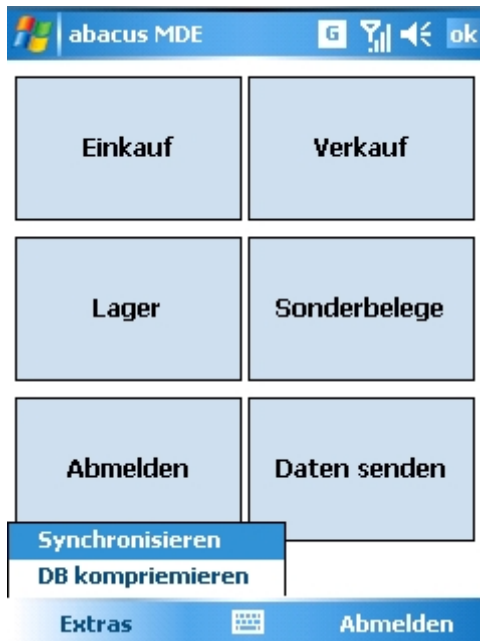 abacus MDE
G
ok
Einkauf
Verkauf
Lager
Sonderbelege
Abmelden
Daten senden
Synchronisieren
DB kompriemieren
Extras
Abmelden